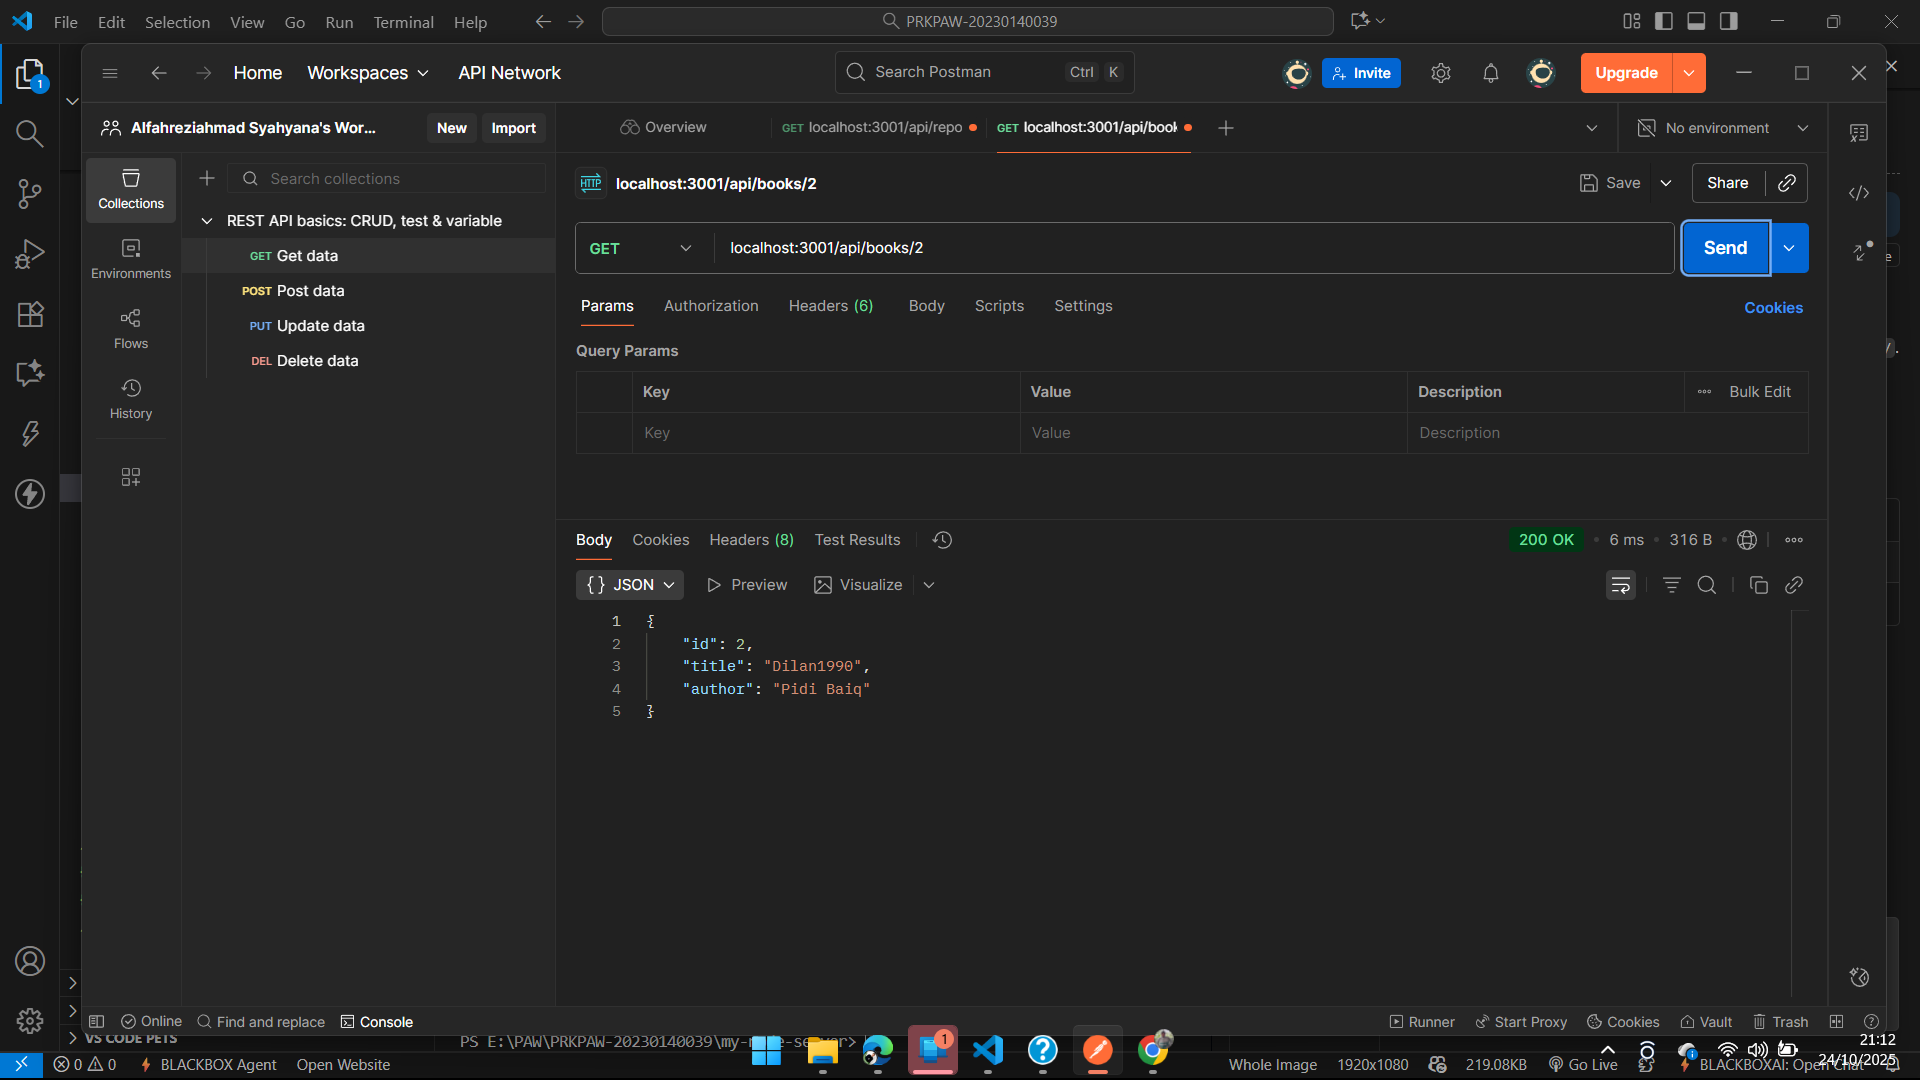 File Edit Selection View Go Run Terminal Help
PRKPAW-20230140039
Home Workspaces API Network
Search Postman Ctrl K
Invite
Upgrade
1
Alfahreziahmad Syahyana's Wor...
New Import
Overview
GET localhost:3001/api/repo
GET localhost:3001/api/book
No environment
Collections
Search collections
HTTP localhost:3001/api/books/2
Save
Share
REST API basics: CRUD, test & variable
GET Get data
POST Post data
PUT Update data
DEL Delete data
Environments
Flows
History
GET localhost:3001/api/books/2
Send
Params Authorization Headers (6) Body Scripts Settings
Cookies
Query Params
Key Value Description Bulk Edit
Key Value Description
Body Cookies Headers (8) Test Results
200 OK 6 ms 316 B
{} JSON Preview Visualize
1 {
2 "id": 2,
3 "title": "Dilan1990",
4 "author": "Pidi Baiq"
5 }
Online Find and replace Console
Runner Start Proxy Cookies Vault Trash
VS CODE PETS
PS E:\PAW\PRKPAW-20230140039\my-
e-server>
1
21:12
24/10/2025
0 0 BLACKBOX Agent Open Website
Whole Image 1920x1080 219.08KB Go Live BLACKBOXAI: Open Chat